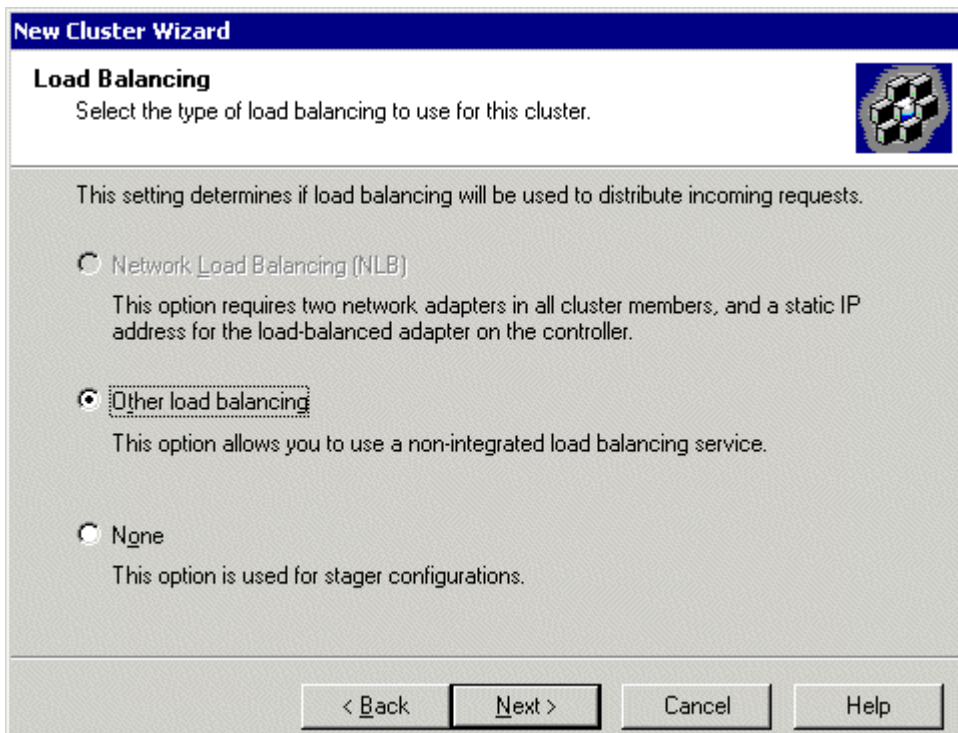 New Cluster Wizard
Load Balancing
Select the type of load balancing to use for this cluster.
This setting determines if load balancing will be used to distribute incoming requests.
Network Load Balancing (NLB)
This option requires two network adapters in all cluster members, and a static IP
address for the load-balanced adapter on the controller.
Other load balancing
This option allows you to use a non-integrated load balancing service.
None
This option is used for stager configurations.
< Back Next > Cancel Help